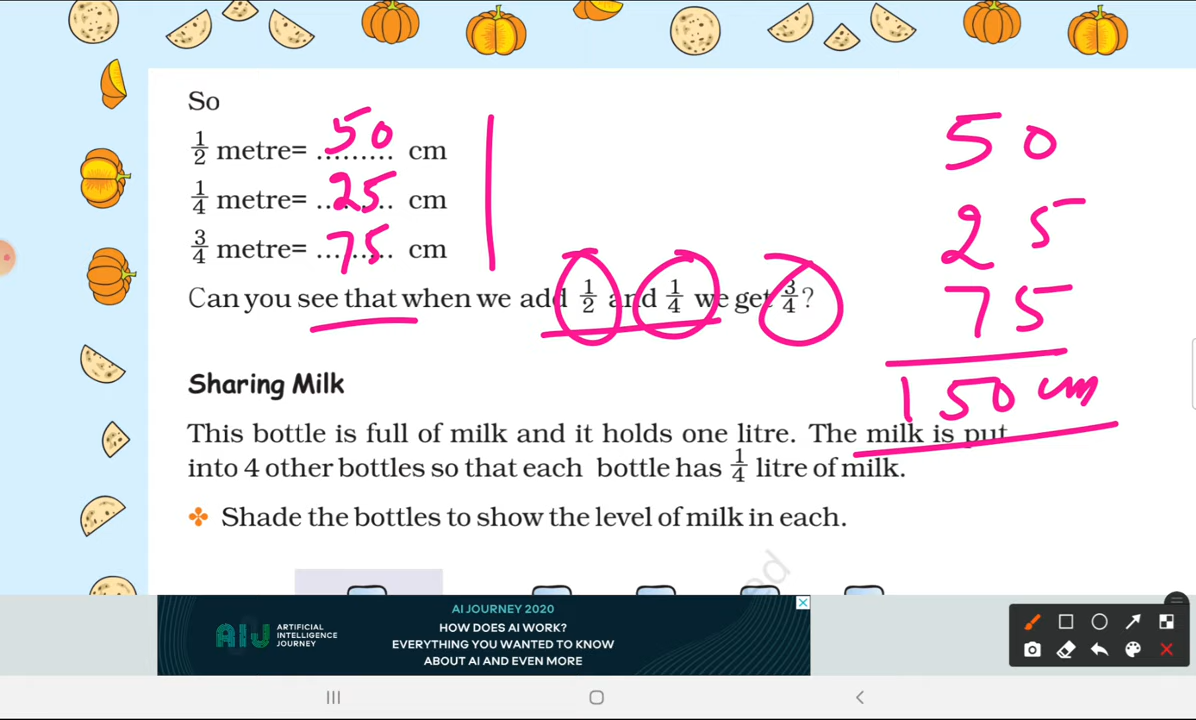 So
1/2 metre= 50 cm
1/4 metre= 25 cm
3/4 metre= 75 cm
Can you see that when we add 1/2 and 1/4 we get 3/4?
50
25
75
150 cm
Sharing Milk
This bottle is full of milk and it holds one litre. The milk is put
into 4 other bottles so that each bottle has 1/4 litre of milk.
Shade the bottles to show the level of milk in each.
AIJ ARTIFICIAL
INTELLIGENCE
JOURNEY
AI JOURNEY 2020
HOW DOES AI WORK?
EVERYTHING YOU WANTED TO KNOW
ABOUT AI AND EVEN MORE